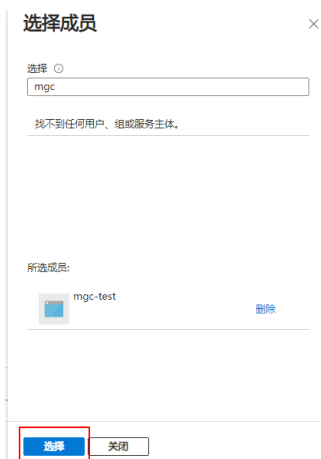 选择成员
选择
mgc
找不到任何用户、组或服务主体。
所选成员:
mgc-test
删除
选择
关闭